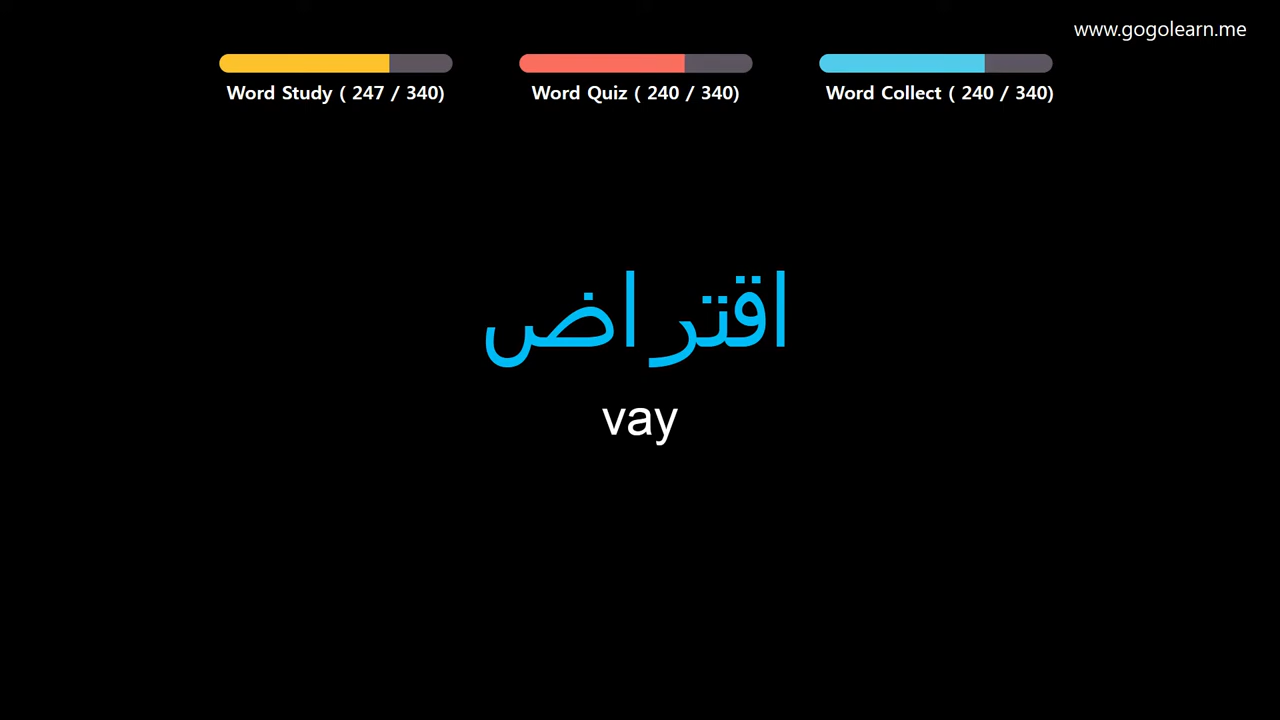 www.gogolearn.me
Word Study ( 247 / 340)
Word Quiz ( 240 / 340)
Word Collect ( 240 / 340)
اقتراض
vay